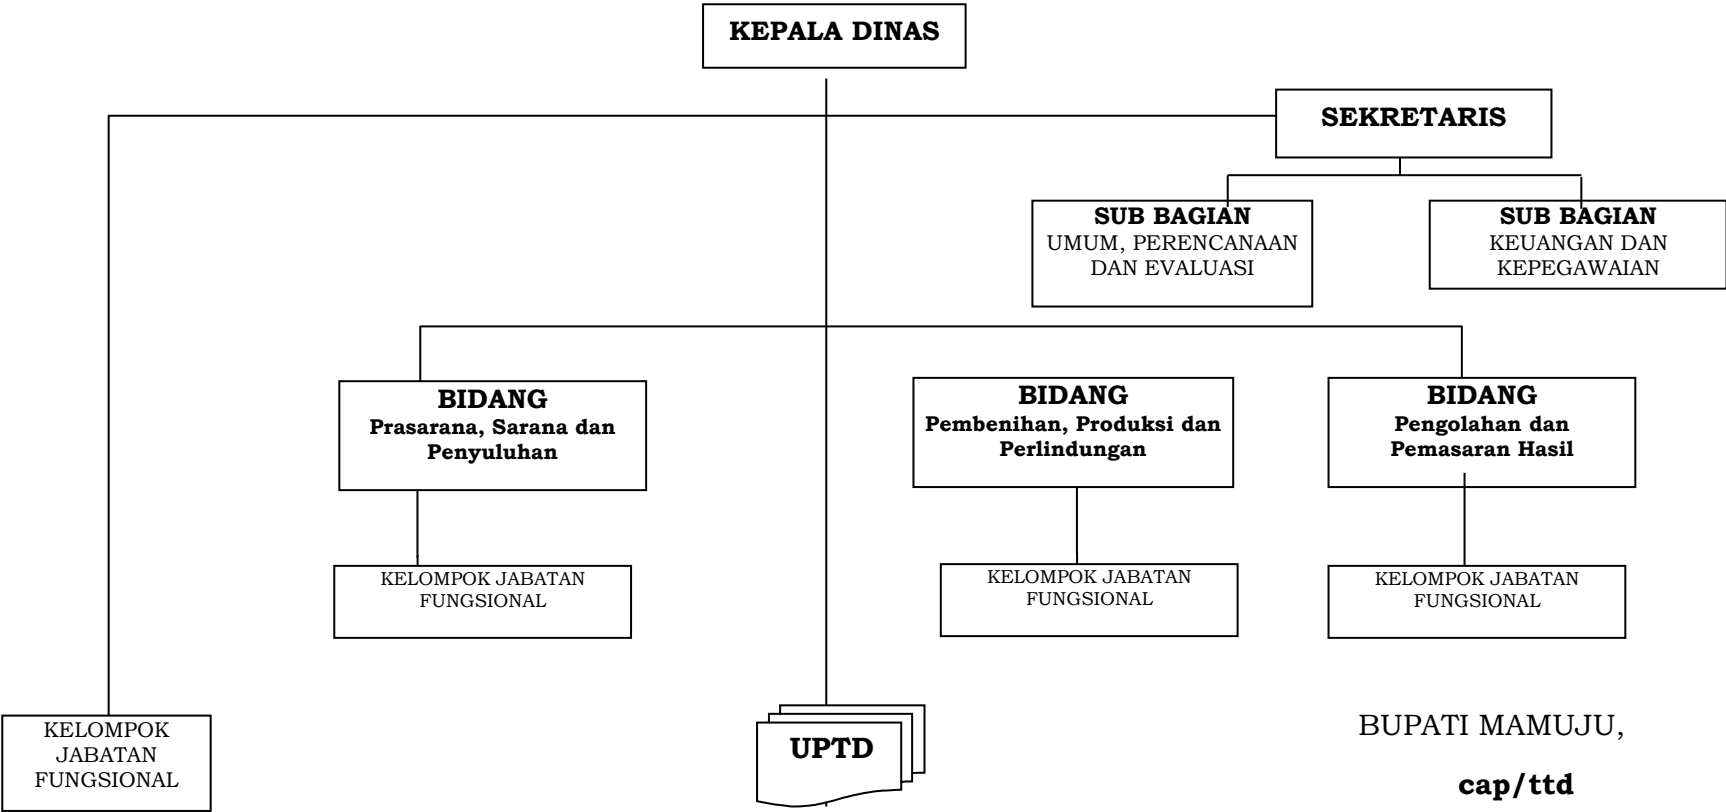 KEPALA DINAS
SEKRETARIS
SUB BAGIAN
UMUM, PERENCANAAN
DAN EVALUASI
SUB BAGIAN
KEUANGAN DAN
KEPEGAWAIAN
BIDANG
Prasarana, Sarana dan
Penyuluhan
BIDANG
Pembenihan, Produksi dan
Perlindungan
BIDANG
Pengolahan dan
Pemasaran Hasil
KELOMPOK JABATAN
FUNGSIONAL
KELOMPOK JABATAN
FUNGSIONAL
KELOMPOK JABATAN
FUNGSIONAL
KELOMPOK
JABATAN
FUNGSIONAL
UPTD
BUPATI MAMUJU,
cap/ttd